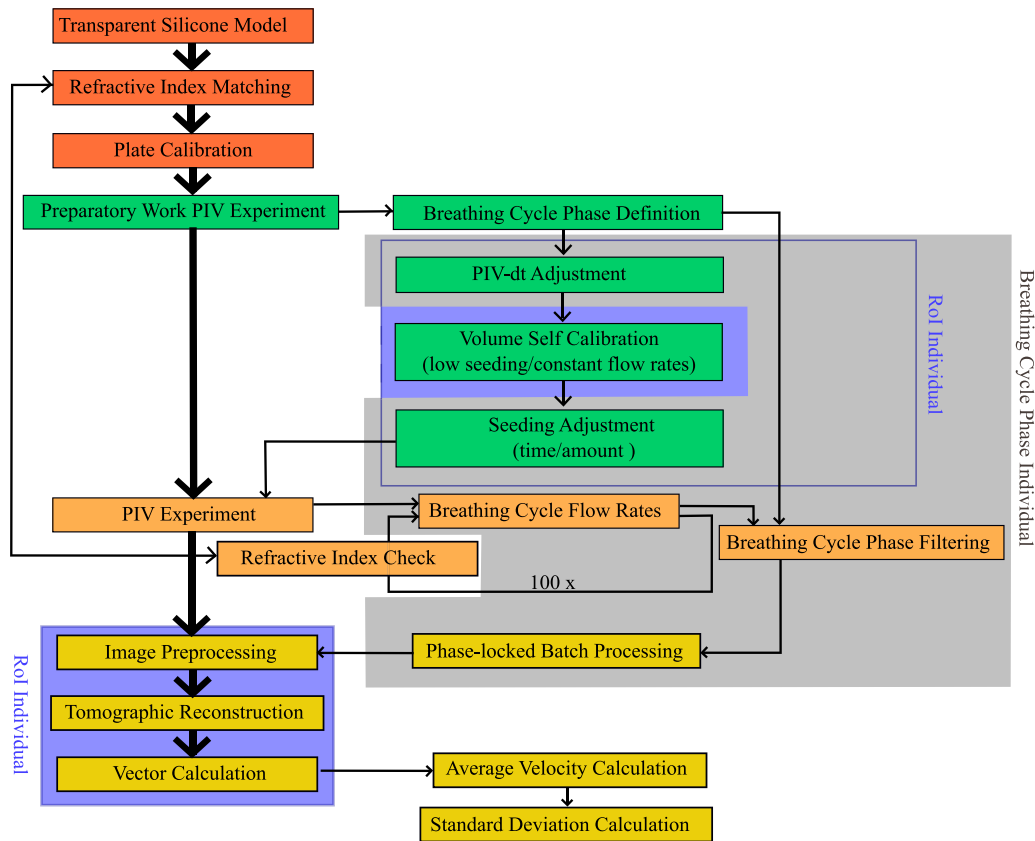 Transparent Silicone Model
Refractive Index Matching
Plate Calibration
Preparatory Work PIV Experiment
Breathing Cycle Phase Definition
PIV-dt Adjustment
Volume Self Calibration
(low seeding/constant flow rates)
Seeding Adjustment
(time/amount )
RoI Individual
Breathing Cycle Phase Individual
PIV Experiment
Breathing Cycle Flow Rates
Breathing Cycle Phase Filtering
Refractive Index Check
100 x
Image Preprocessing
Phase-locked Batch Processing
RoI Individual
Tomographic Reconstruction
Vector Calculation
Average Velocity Calculation
Standard Deviation Calculation